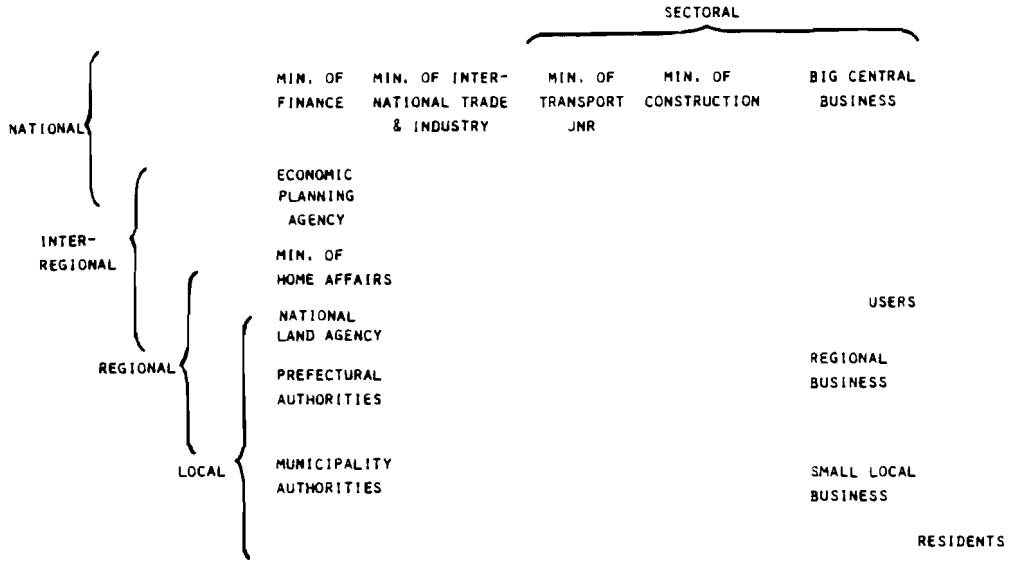 SECTORAL
MIN. OF MIN. OF INTER- MIN. OF MIN. OF BIG CENTRAL
FINANCE NATIONAL TRADE TRANSPORT CONSTRUCTION BUSINESS
& INDUSTRY JNR
NATIONAL
ECONOMIC
PLANNING
AGENCY
INTER-
REGIONAL
MIN. OF
HOME AFFAIRS
USERS
NATIONAL
LAND AGENCY
REGIONAL
PREFECTURAL
AUTHORITIES
REGIONAL
BUSINESS
LOCAL
MUNICIPALITY
AUTHORITIES
SMALL LOCAL
BUSINESS
RESIDENTS